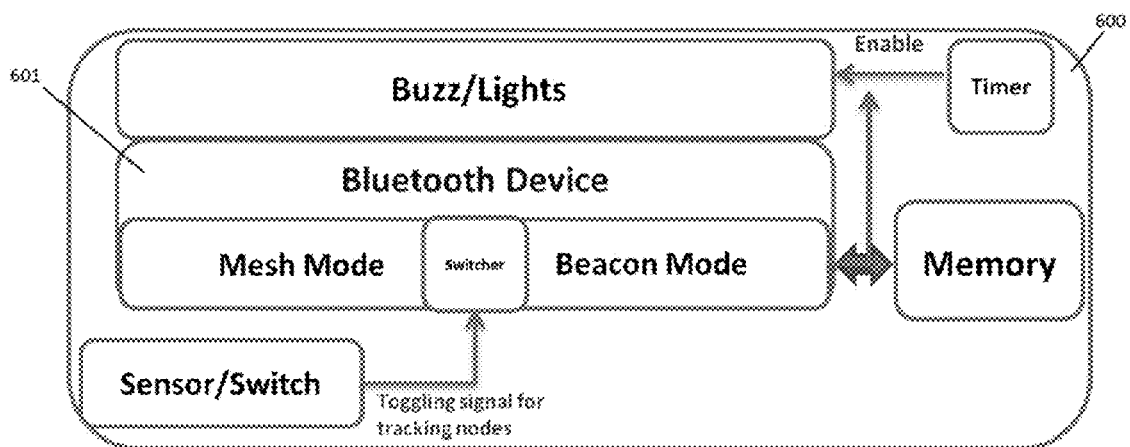 600
Enable
601
Buzz/Lights
Timer
Bluetooth Device
Mesh Mode
Switcher
Beacon Mode
Memory
Sensor/Switch
Toggling signal for
tracking nodes